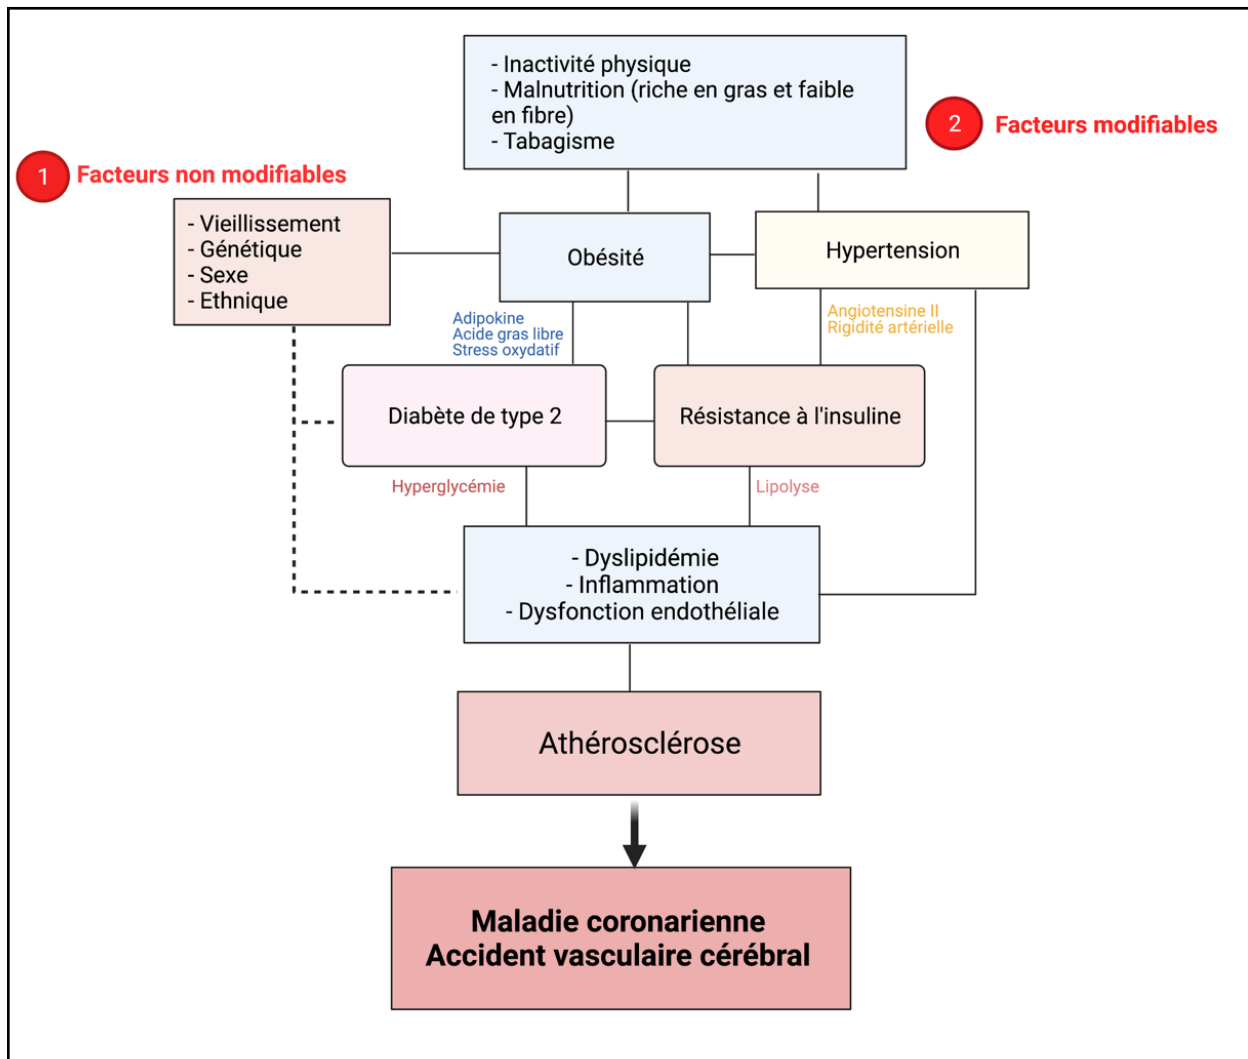 - Inactivité physique
- Malnutrition (riche en gras et faible
en fibre)
- Tabagisme
2
Facteurs modifiables
1
Facteurs non modifiables
- Vieillissement
- Génétique
- Sexe
- Ethnique
Obésité
Hypertension
Adipokine
Acide gras libre
Stress oxydatif
Angiotensine II
Rigidité artérielle
Diabète de type 2
Résistance à l'insuline
Hyperglycémie
Lipolyse
- Dyslipidémie
- Inflammation
- Dysfonction endothéliale
Athérosclérose
Maladie coronarienne
Accident vasculaire cérébral